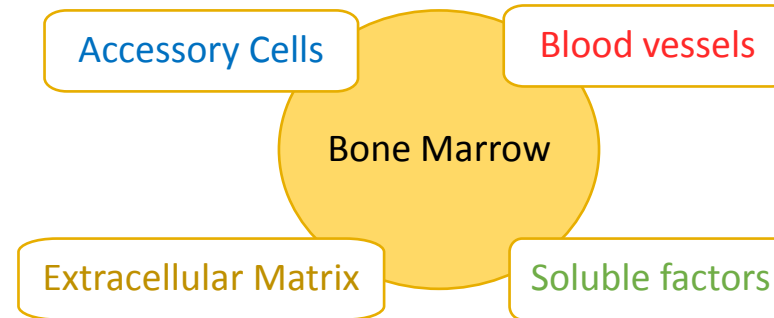 Accessory Cells
Blood vessels
Bone Marrow
Extracellular Matrix
Soluble factors